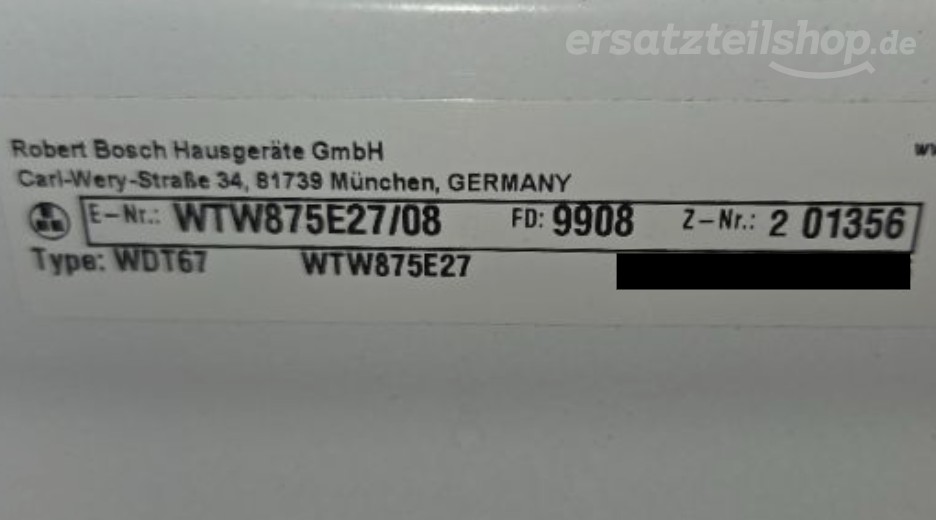 ersatzteilshop.de
Robert Bosch Hausgeräte GmbH
Carl-Wery-Straße 34, 81739 München, GERMANY
E-Nr.: WTW875E27/08 FD: 9908 Z-Nr.: 2 01356
Type: WDT67 WTW875E27